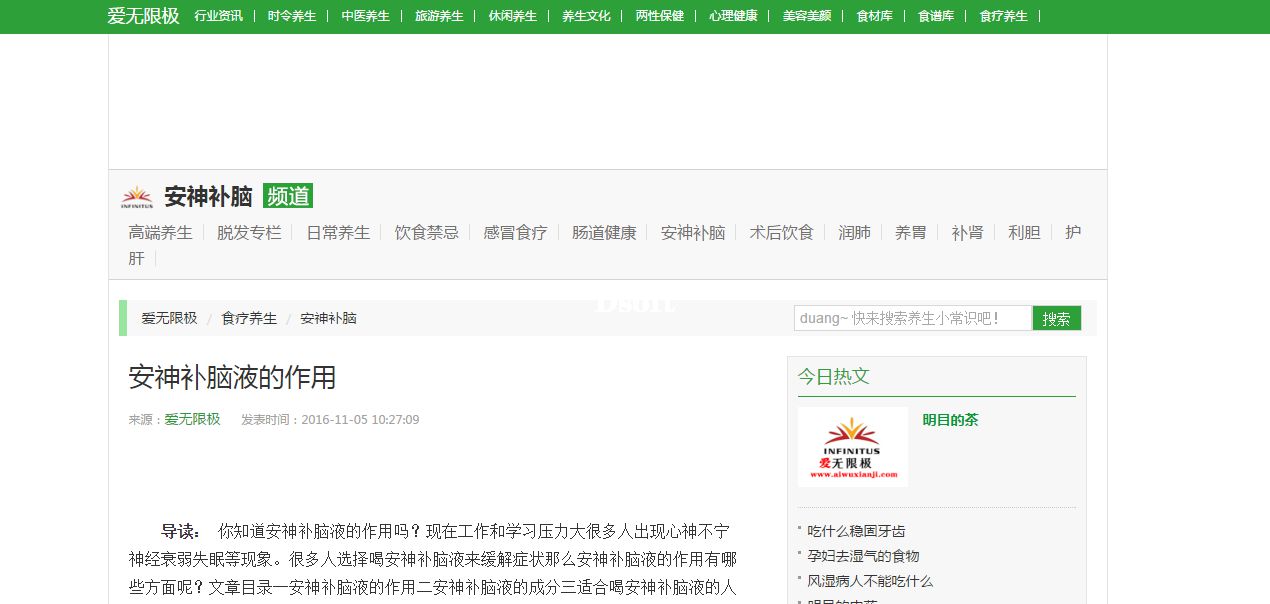 爱无限极 行业资讯 时令养生 中医养生 旅游养生 休闲养生 养生文化 两性保健 心理健康 美容美颜 食材库 食谱库 食疗养生
INFINITUS 安神补脑 频道
高端养生 脱发专栏 日常养生 饮食禁忌 感冒食疗 肠道健康 安神补脑 术后饮食 润肺 养胃 补肾 利胆 护
肝
爱无限极 / 食疗养生 / 安神补脑
duang~ 快来搜索养生小常识吧! 搜索
安神补脑液的作用
来源：爱无限极 发表时间：2016-11-05 10:27:09
导读： 你知道安神补脑液的作用吗？现在工作和学习压力大很多人出现心神不宁
神经衰弱失眠等现象。很多人选择喝安神补脑液来缓解症状那么安神补脑液的作用有哪
些方面呢？文章目录一安神补脑液的作用二安神补脑液的成分三适合喝安神补脑液的人
今日热文
INFINITUS
爱无限极
www.aiwuxianji.com
明目的茶
吃什么稳固牙齿
孕妇去湿气的食物
风湿病人不能吃什么